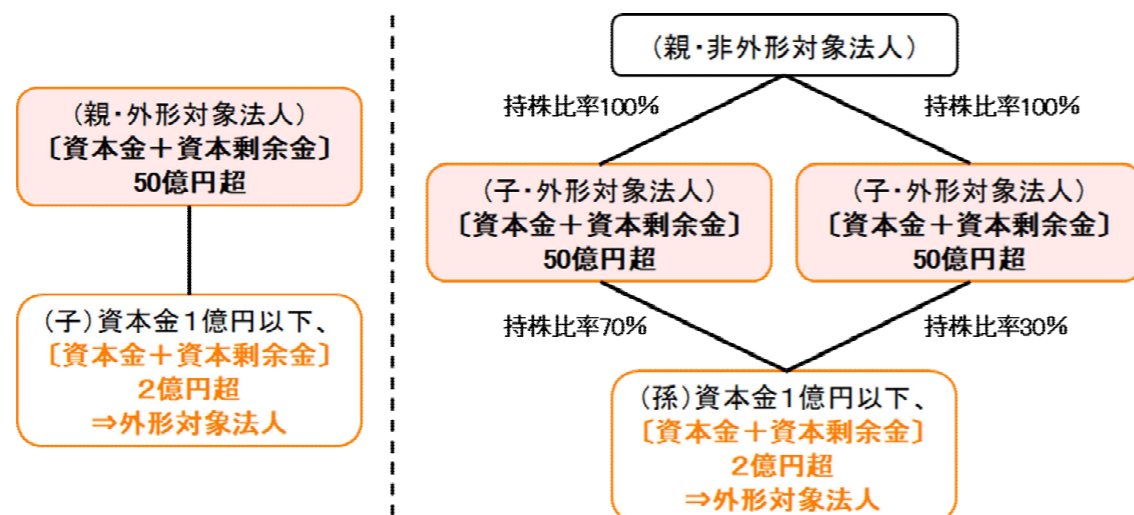 (親・外形対象法人)
〔資本金+資本剰余金〕
50億円超
(子)資本金1億円以下、
〔資本金+資本剰余金〕
2億円超
⇒外形対象法人
(親・非外形対象法人)
持株比率100%
持株比率100%
(子・外形対象法人)
〔資本金+資本剰余金〕
50億円超
(子・外形対象法人)
〔資本金+資本剰余金〕
50億円超
持株比率70%
持株比率30%
(孫)資本金1億円以下、
〔資本金+資本剰余金〕
2億円超
⇒外形対象法人